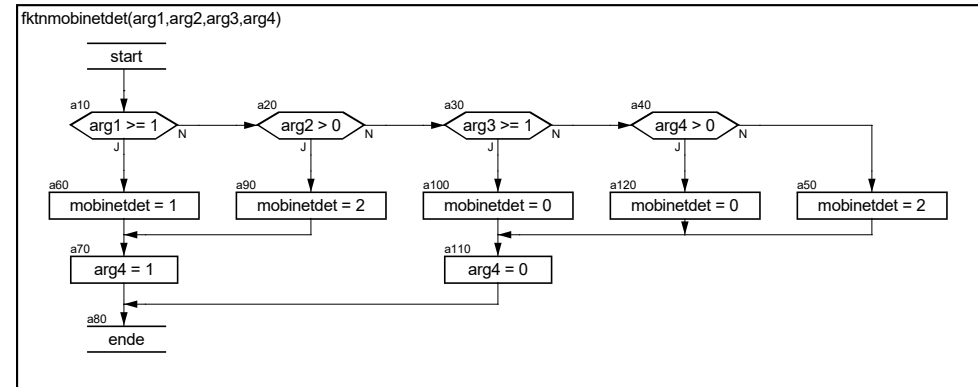 fktnmobinetdet(arg1,arg2,arg3,arg4)
start
a10
arg1 >= 1
J
N
a20
arg2 > 0
J
N
a30
arg3 >= 1
J
N
a40
arg4 > 0
J
N
a60
mobinetdet = 1
a90
mobinetdet = 2
a100
mobinetdet = 0
a120
mobinetdet = 0
a50
mobinetdet = 2
a70
arg4 = 1
a110
arg4 = 0
a80
ende